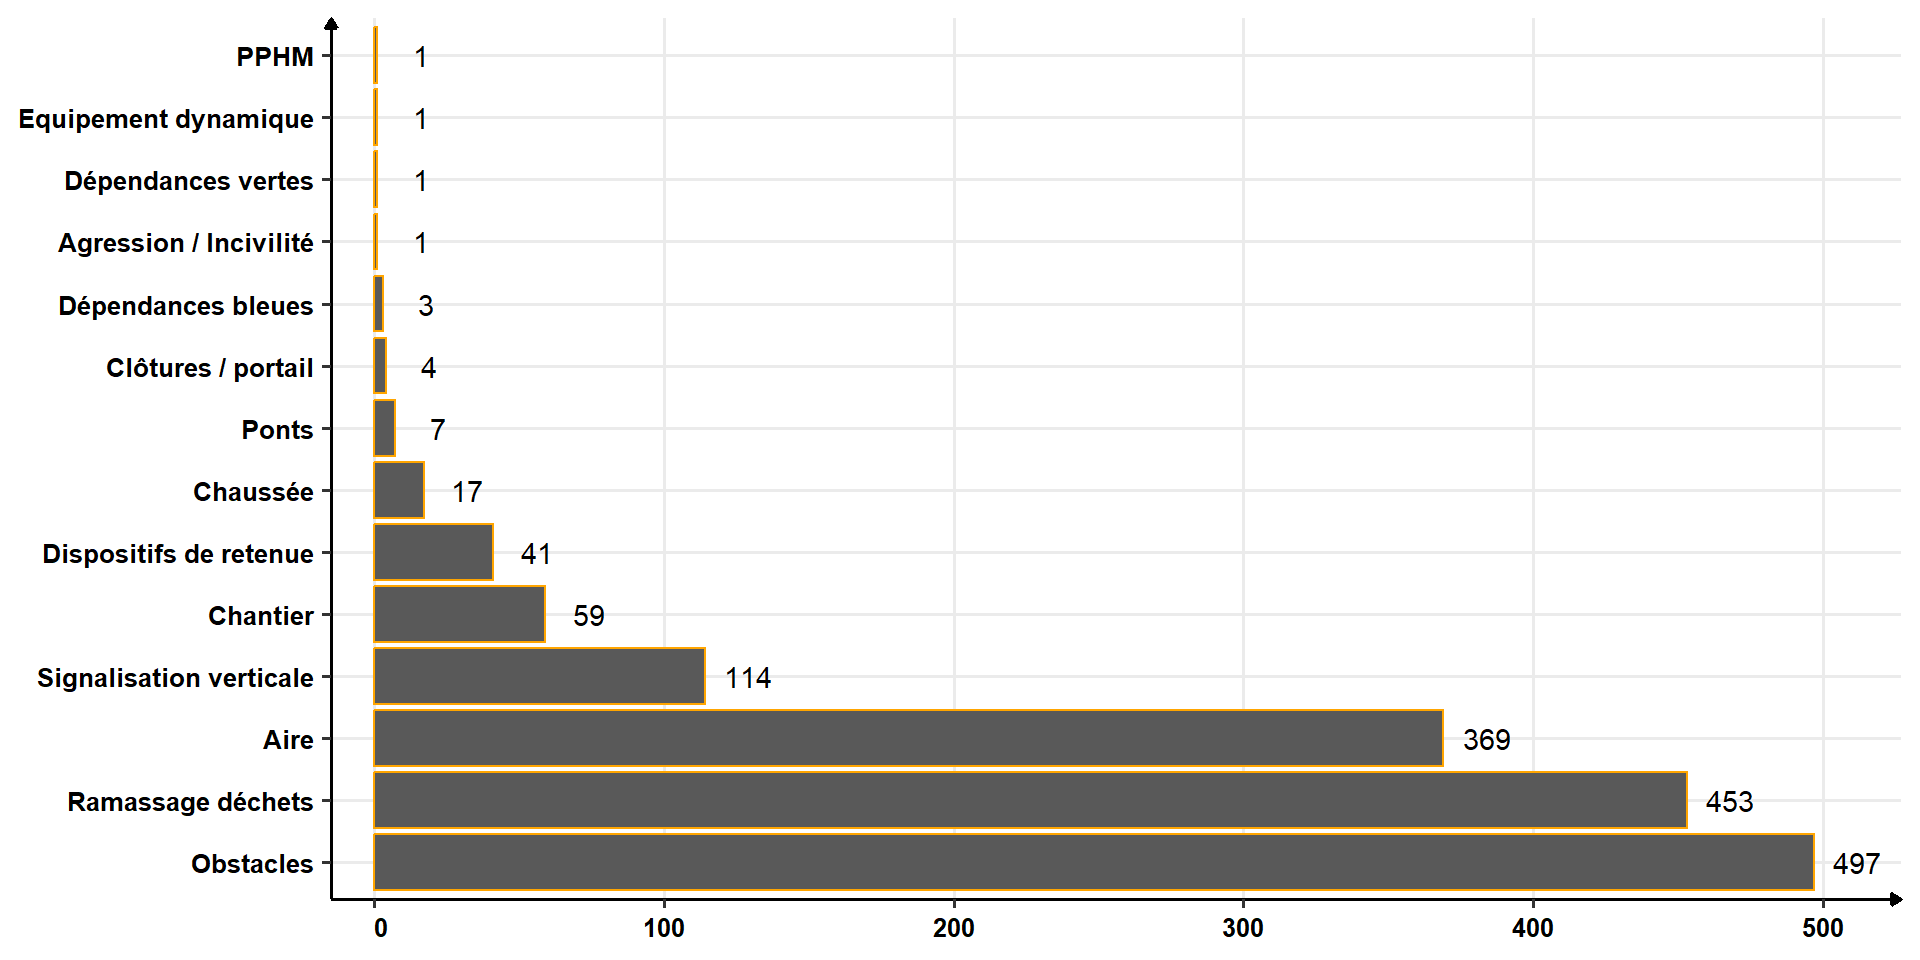 PPHM 1
Equipement dynamique 1
Dépendances vertes 1
Agression / Incivilité 1
Dépendances bleues 3
Clôtures / portail 4
Ponts 7
Chaussée 17
Dispositifs de retenue 41
Chantier 59
Signalisation verticale 114
Aire 369
Ramassage déchets 453
Obstacles 497
0 100 200 300 400 500